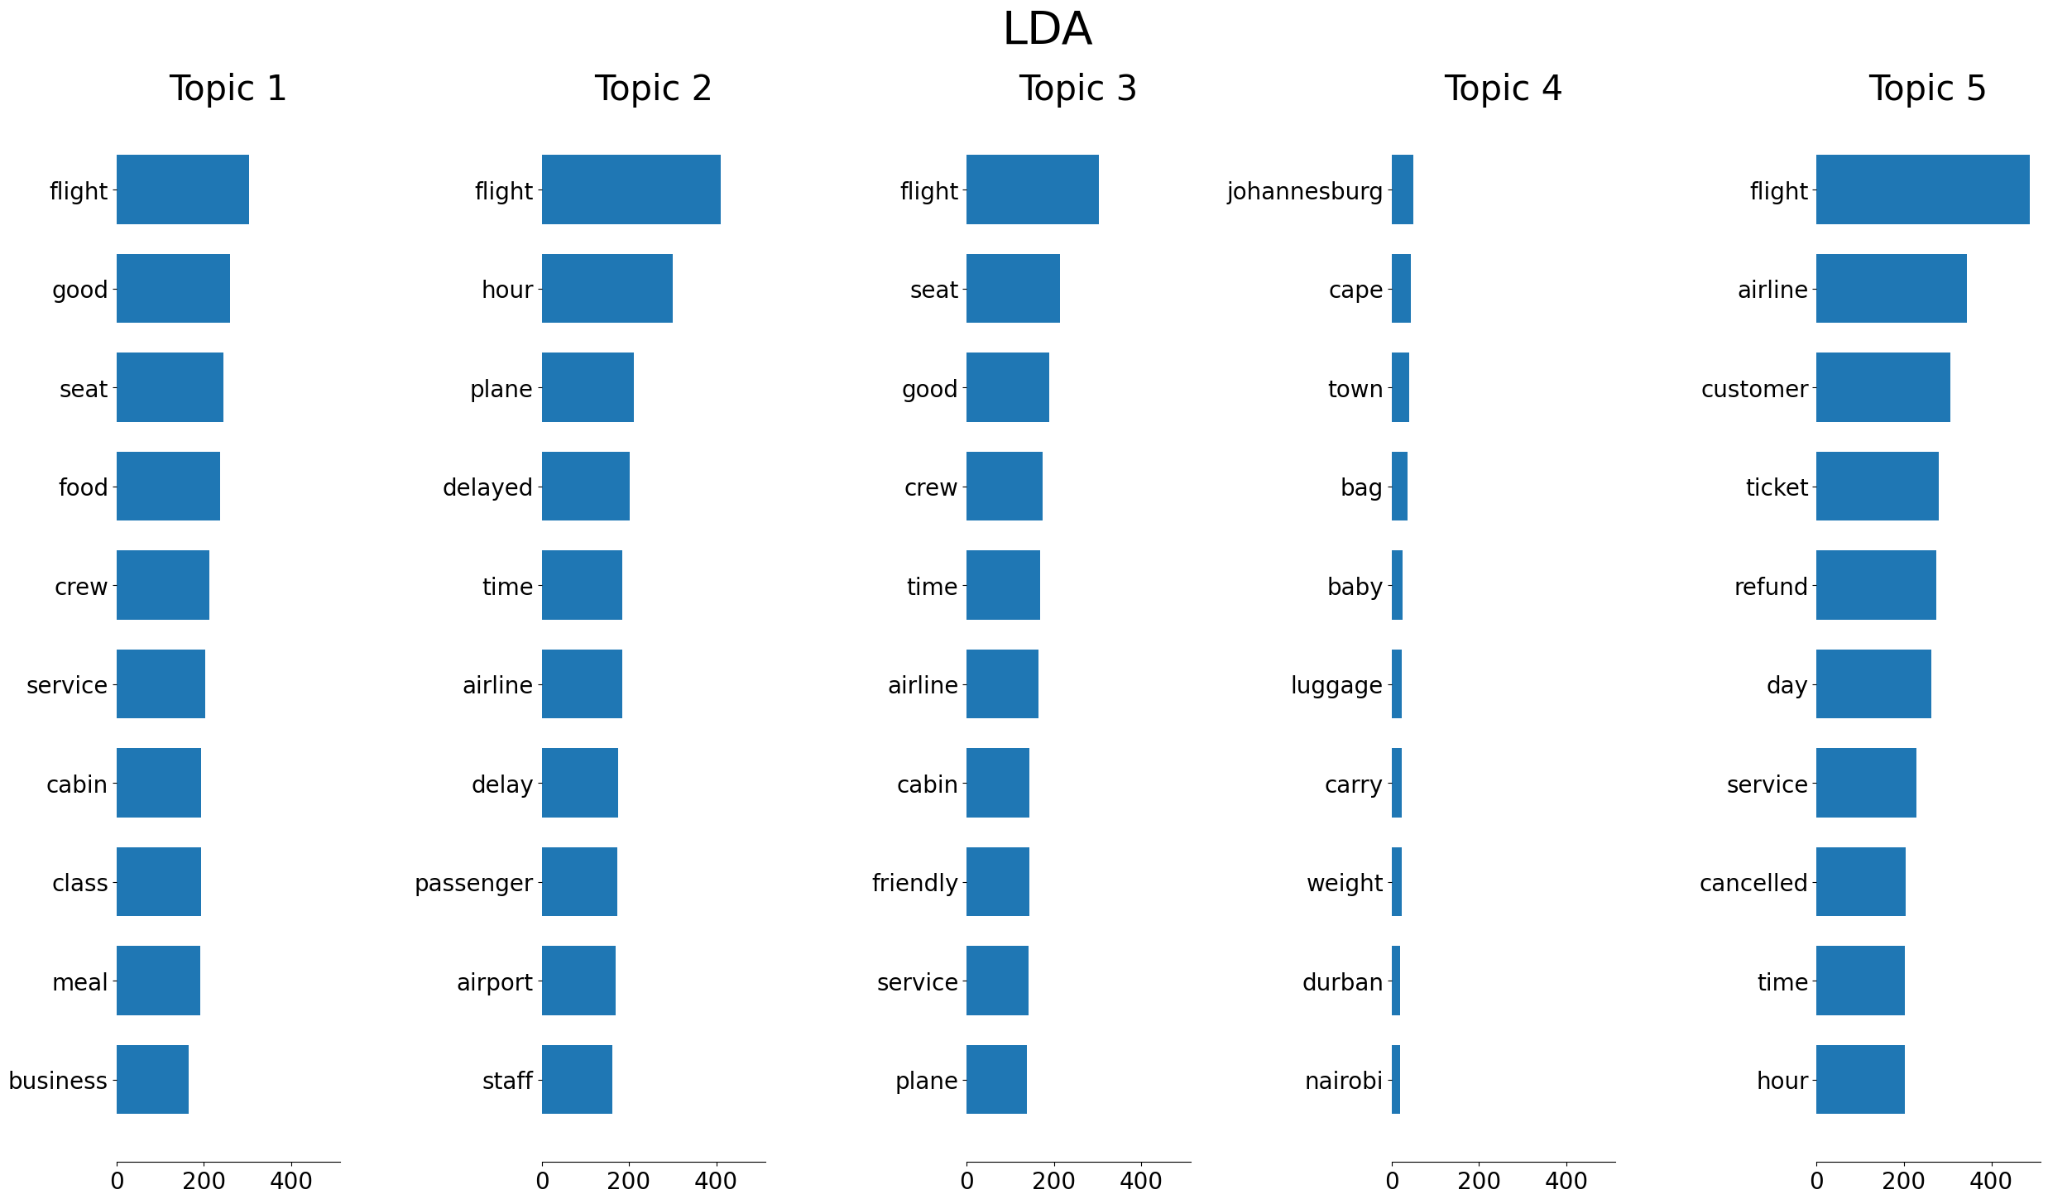 LDA
Topic 1
flight
good
seat
food
crew
service
cabin
class
meal
business
0 200 400
Topic 2
flight
hour
plane
delayed
time
airline
delay
passenger
airport
staff
0 200 400
Topic 3
flight
seat
good
crew
time
airline
cabin
friendly
service
plane
0 200 400
Topic 4
johannesburg
cape
town
bag
baby
luggage
carry
weight
durban
nairobi
0 200 400
Topic 5
flight
airline
customer
ticket
refund
day
service
cancelled
time
hour
0 200 400